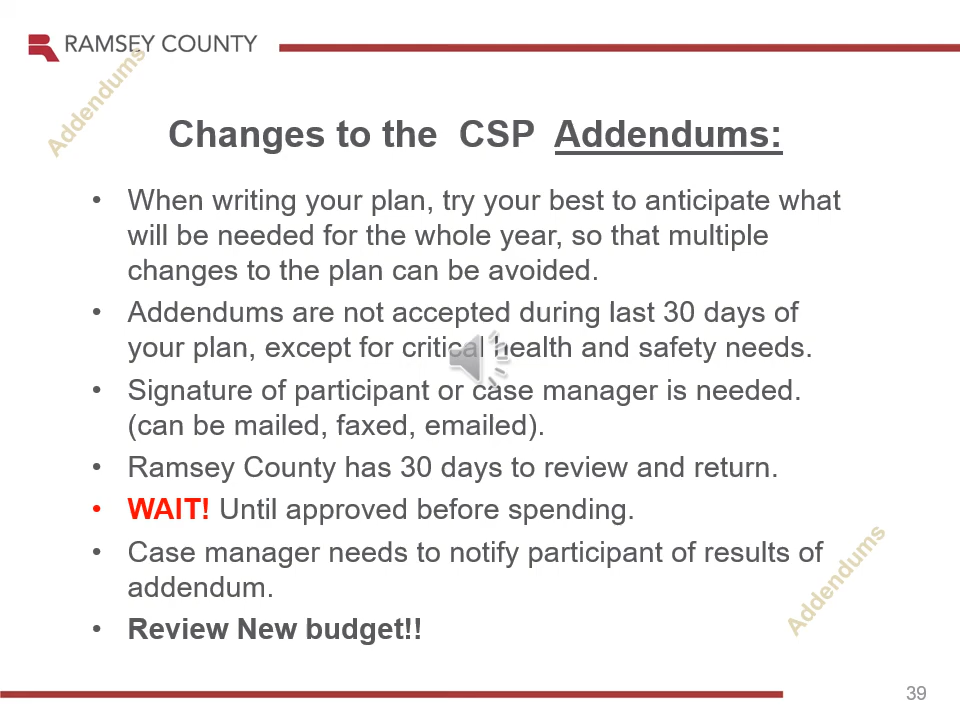 RAMSEY COUNTY
Addendums
Changes to the CSP Addendums:
• When writing your plan, try your best to anticipate what
will be needed for the whole year, so that multiple
changes to the plan can be avoided.
• Addendums are not accepted during last 30 days of
your plan, except for critical health and safety needs.
• Signature of participant or case manager is needed.
(can be mailed, faxed, emailed).
• Ramsey County has 30 days to review and return.
• WAIT! Until approved before spending.
• Case manager needs to notify participant of results of
addendum.
• Review New budget!!
Addendums
39